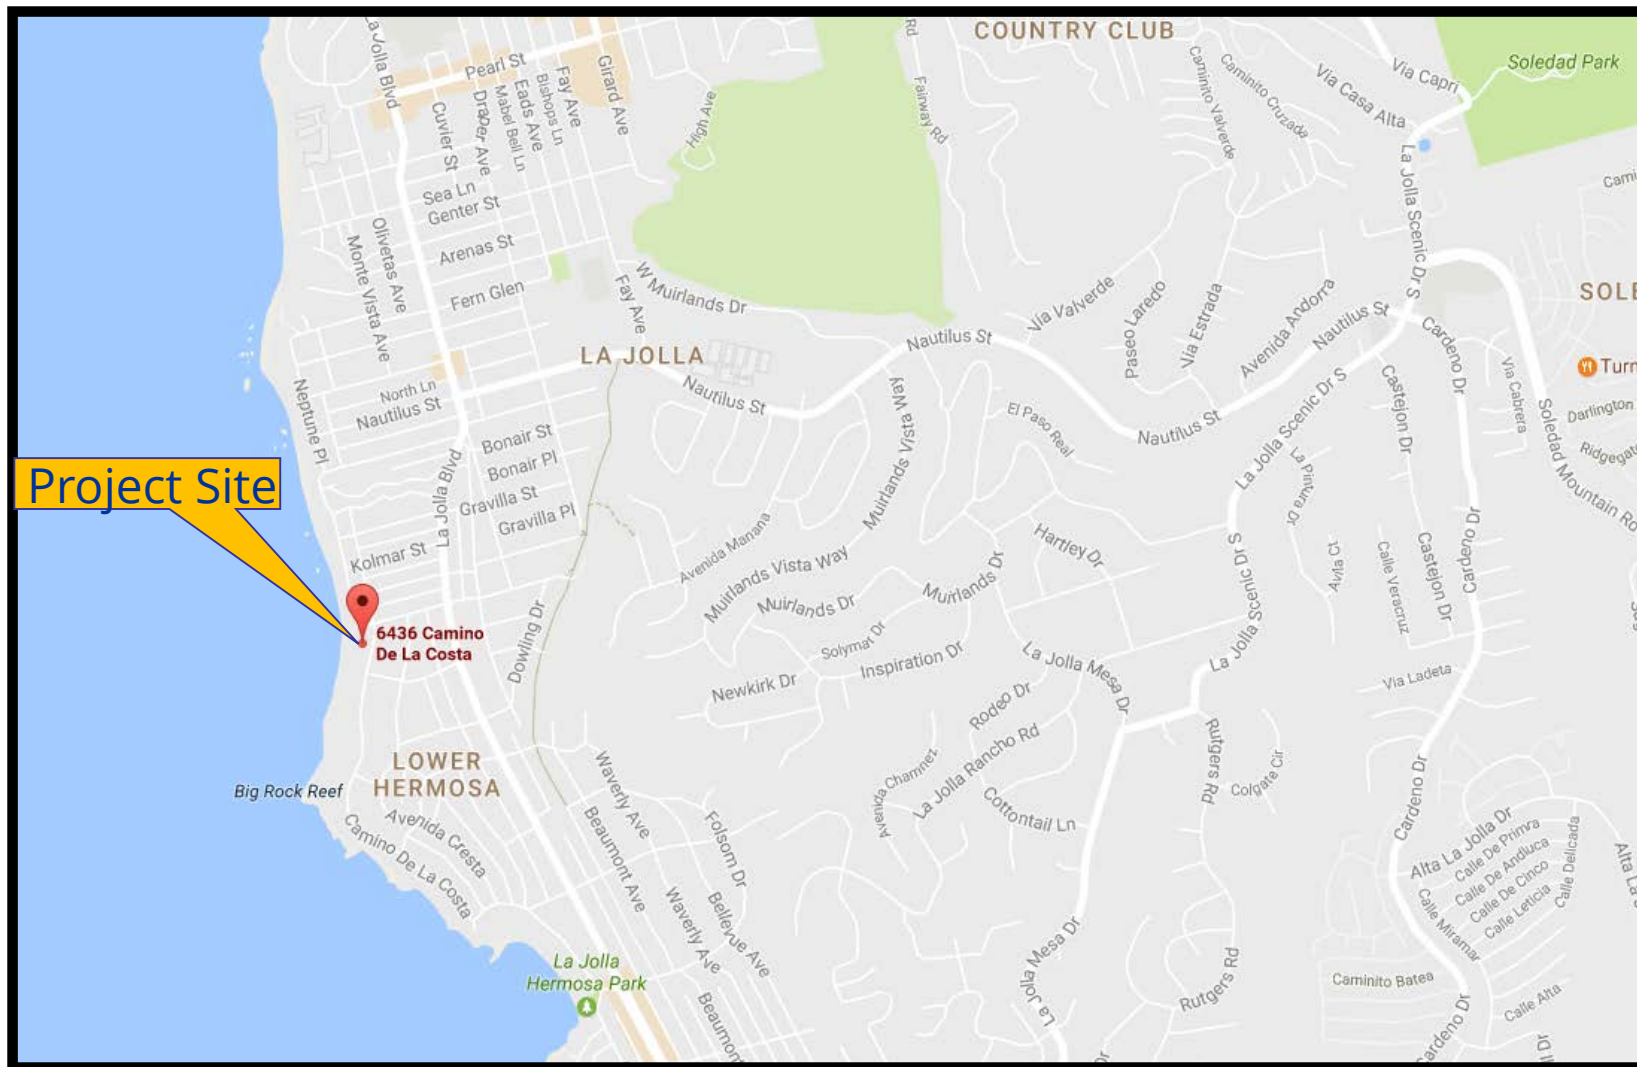 COUNTRY CLUB
Soledad Park
Via Capri
Via Casa Alta
Caminito Cruzada
Caminito Valverde
Rd
Fairway Rd
High Ave
Girard Ave
Fay Ave
Bishops Ln
Eads Ave
Mabel Bell Ln
Draper Ave
Cuvier St
Pearl St
La Jolla Blvd
Sea Ln
Genter St
Arenas St
Fern Glen
Olivetas Ave
Monte Vista Ave
Fay Ave
W Muirlands Dr
LA JOLLA
Nautilus St
Nautilus St
Via Valverde
Paseo Laredo
Via Estrada
Avenida Andorra
Nautilus St
La Jolla Scenic Dr S
Cami
SOLE
Cardeno Dr
Turn
Via Cabrera
Darlington
Ridgegate
Soledad Mountain Ro
Castejon Dr
La Jolla Scenic Dr S
Nautilus St
El Paso Real
Muirlands Vista Way
North Ln
Nautilus St
Neptune Pl
Bonair St
Bonair Pl
Gravilla St
Gravilla Pl
La Jolla Blvd
Project Site
Kolmar St
6436 Camino
De La Costa
Dowling Dr
Avenida Manana
Muirlands Vista Way
Muirlands Dr
Muirlands Dr
Hartley Dr
La Pintura Dr
Avila Ct
Calle Veracruz
Castejon Dr
Cardeno Dr
La Jolla Scenic Dr S
La Jolla Scenic Dr S
Solymar Dr
Inspiration Dr
Newkirk Dr
La Jolla Mesa Dr
Rodeo Dr
La Jolla Rancho Rd
Avenida Chamnez
Cottontail Ln
Rutgers Rd
Colgate Cir
Via Ladeta
Cardeno Dr
LOWER
HERMOSA
Big Rock Reef
Avenida Cresta
Camino De La Costa
Waverly Ave
Beaumont Ave
Folsom Dr
Bellevue Ave
Waverly Ave
Beaumont
La Jolla
Hermosa Park
La Jolla Mesa Dr
Rutgers Rd
Alta La Jolla Dr
Calle De Primra
Calle De Andluca
Calle De Cinco
Calle Leticia
Calle Delicada
Calle Miramar
Alta La
Caminito Batea
Calle Alta
Cardeno Dr
Dr